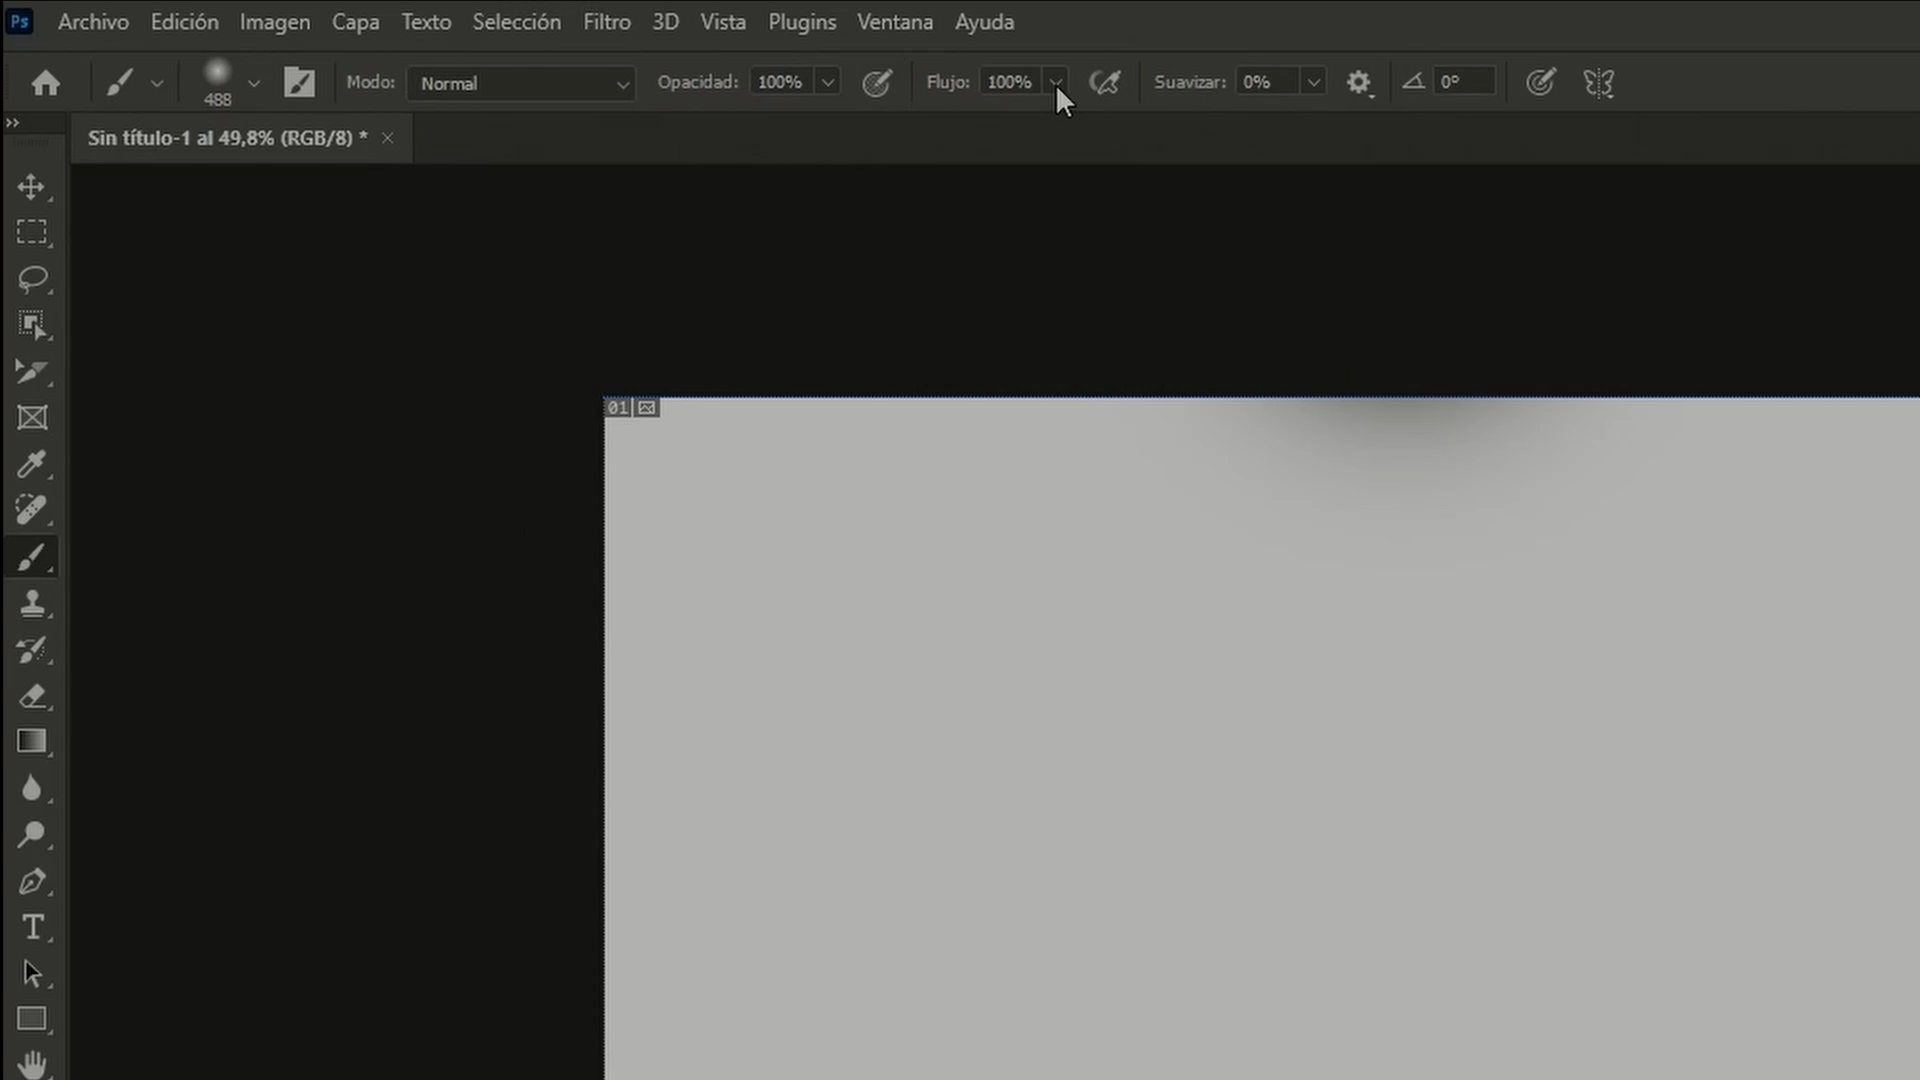 Ps Archivo Edición Imagen Capa Texto Selección Filtro 3D Vista Plugins Ventana Ayuda
488 Modo: Normal Opacidad: 100% Flujo: 100% Suavizar: 0% 0°
Sin título-1 al 49,8% (RGB/8) * ×
01